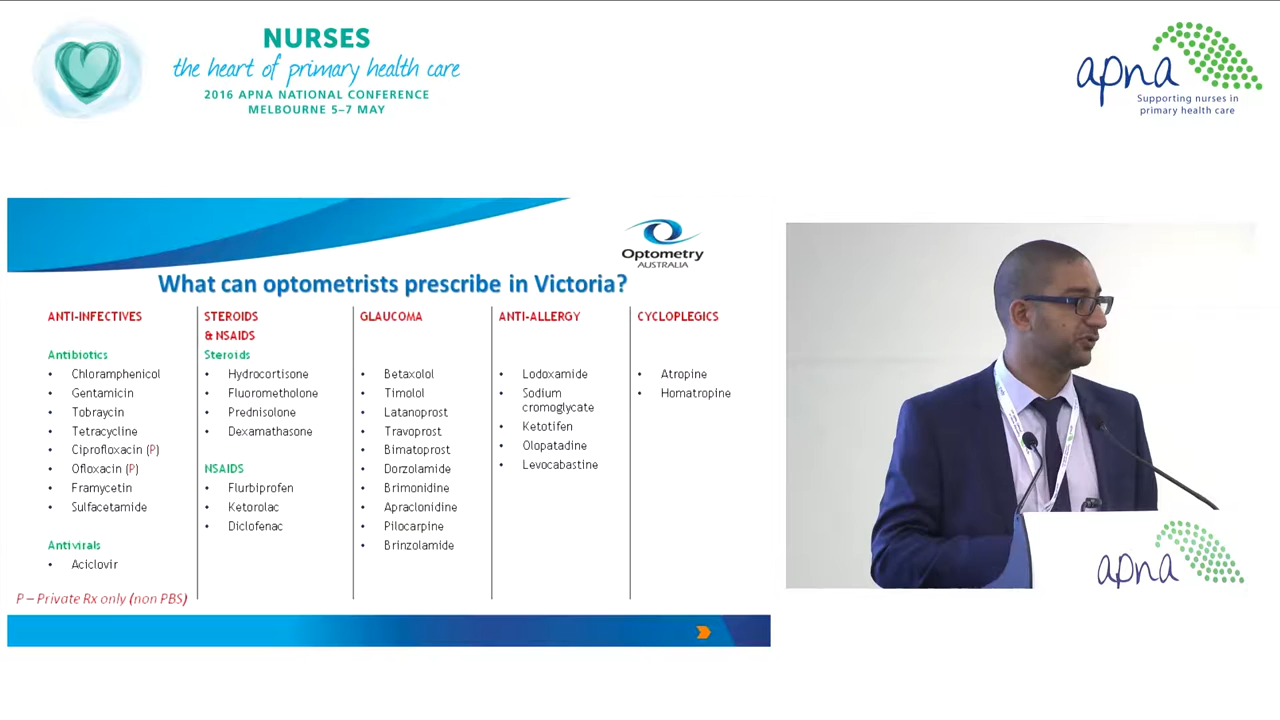 NURSES
the heart of primary health care
2016 APNA NATIONAL CONFERENCE
MELBOURNE 5–7 MAY
apna
Supporting nurses in
primary health care
Optometry
AUSTRALIA
What can optometrists prescribe in Victoria?
ANTI-INFECTIVES
Antibiotics
• Chloramphenicol
• Gentamicin
• Tobraycin
• Tetracycline
• Ciprofloxacin (P)
• Ofloxacin (P)
• Framycetin
• Sulfacetamide
Antivirals
• Aciclovir
P – Private Rx only (non PBS)
STEROIDS
& NSAIDS
Steroids
• Hydrocortisone
• Fluorometholone
• Prednisolone
• Dexamathasone
NSAIDS
• Flurbiprofen
• Ketorolac
• Diclofenac
GLAUCOMA
• Betaxolol
• Timolol
• Latanoprost
• Travoprost
• Bimatoprost
• Dorzolamide
• Brimonidine
• Apraclonidine
• Pilocarpine
• Brinzolamide
ANTI-ALLERGY
• Lodoxamide
• Sodium
cromoglycate
• Ketotifen
• Olopatadine
• Levocabastine
CYCLOPLEGICS
• Atropine
• Homatropine
apna